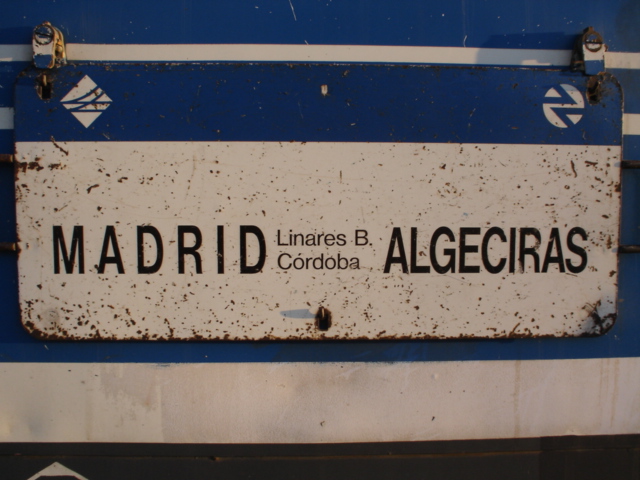 MADRID Linares B. ALGECIRAS
Córdoba